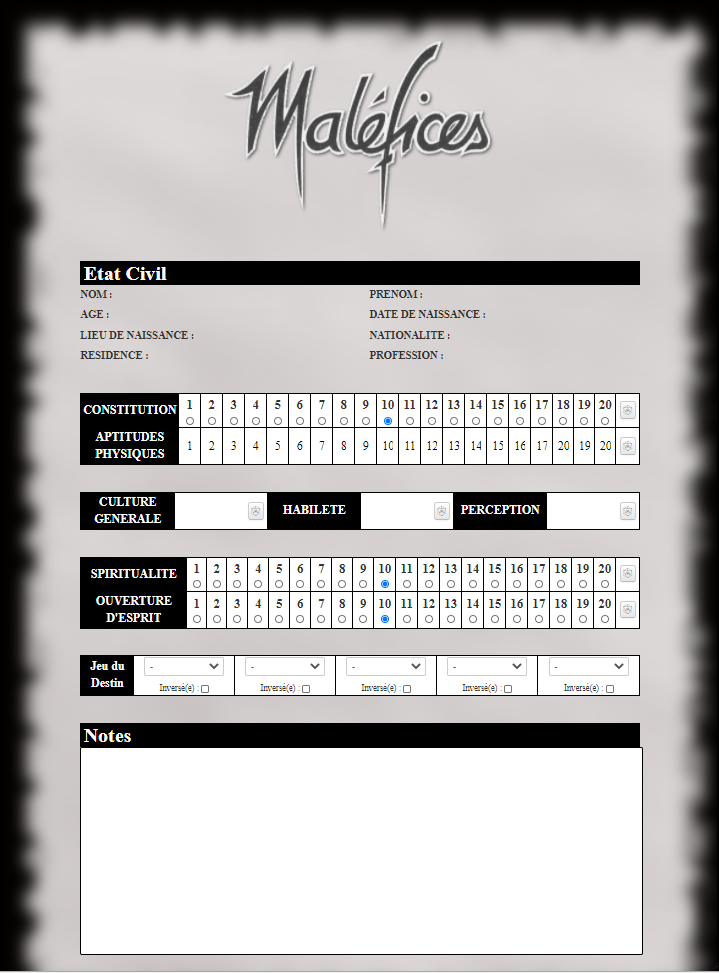 Maléfices
Etat Civil
NOM : PRENOM :
AGE : DATE DE NAISSANCE :
LIEU DE NAISSANCE : NATIONALITE :
RESIDENCE : PROFESSION :
CONSTITUTION 1 2 3 4 5 6 7 8 9 10 11 12 13 14 15 16 17 18 19 20
APTITUDES
PHYSIQUES 1 2 3 4 5 6 7 8 9 10 11 12 13 14 15 16 17 20 19 20
CULTURE
GENERALE HABILETE PERCEPTION
SPIRITUALITE 1 2 3 4 5 6 7 8 9 10 11 12 13 14 15 16 17 18 19 20
OUVERTURE
D'ESPRIT 1 2 3 4 5 6 7 8 9 10 11 12 13 14 15 16 17 18 19 20
Jeu du
Destin - - - - -
Inversé(e) : Inversé(e) : Inversé(e) : Inversé(e) : Inversé(e) :
Notes